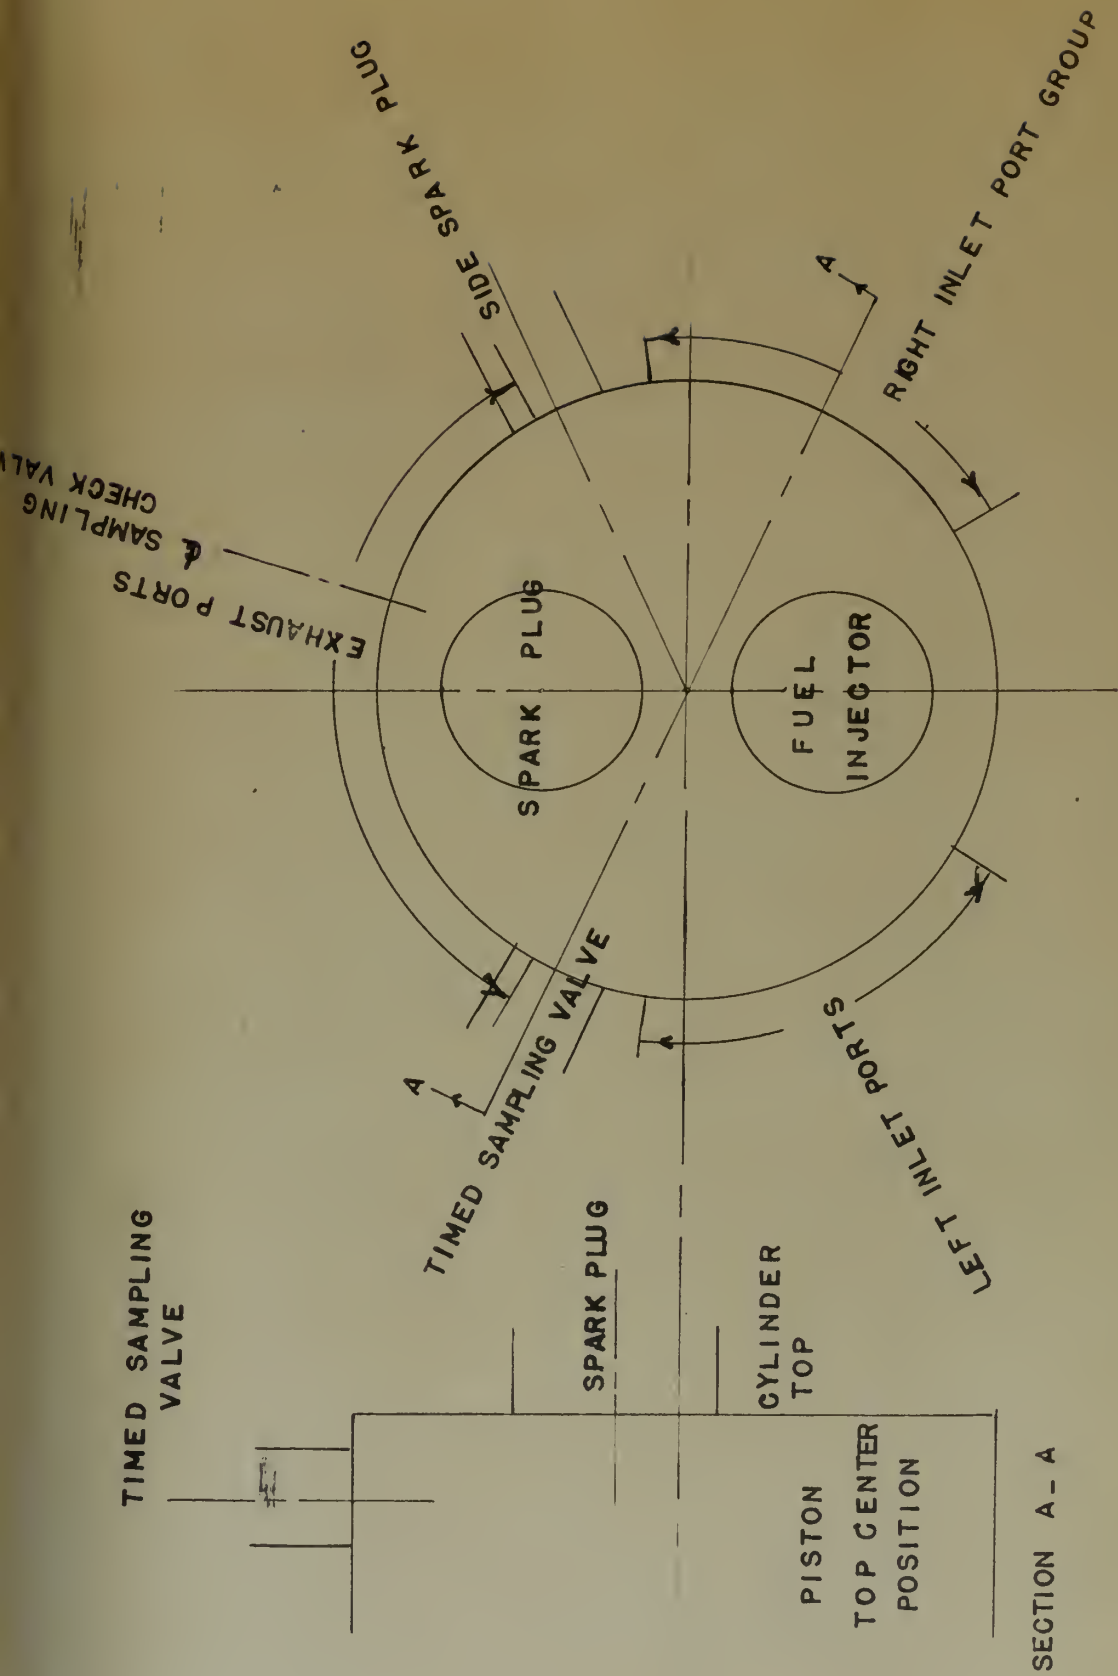 TIMED SAMPLING
VALVE
SPARK PLUG
CYLINDER
TOP
PISTON
TOP CENTER
POSITION
SECTION A-A
A
TIMED SAMPLING VALVE
LEFT INLET PORTS
EXHAUST PORTS
℄ SAMPLING
CHECK
SPARK PLUG
FUEL
INJECTOR
SIDE SPARK PLUG
A
RIGHT INLET PORT GROUP